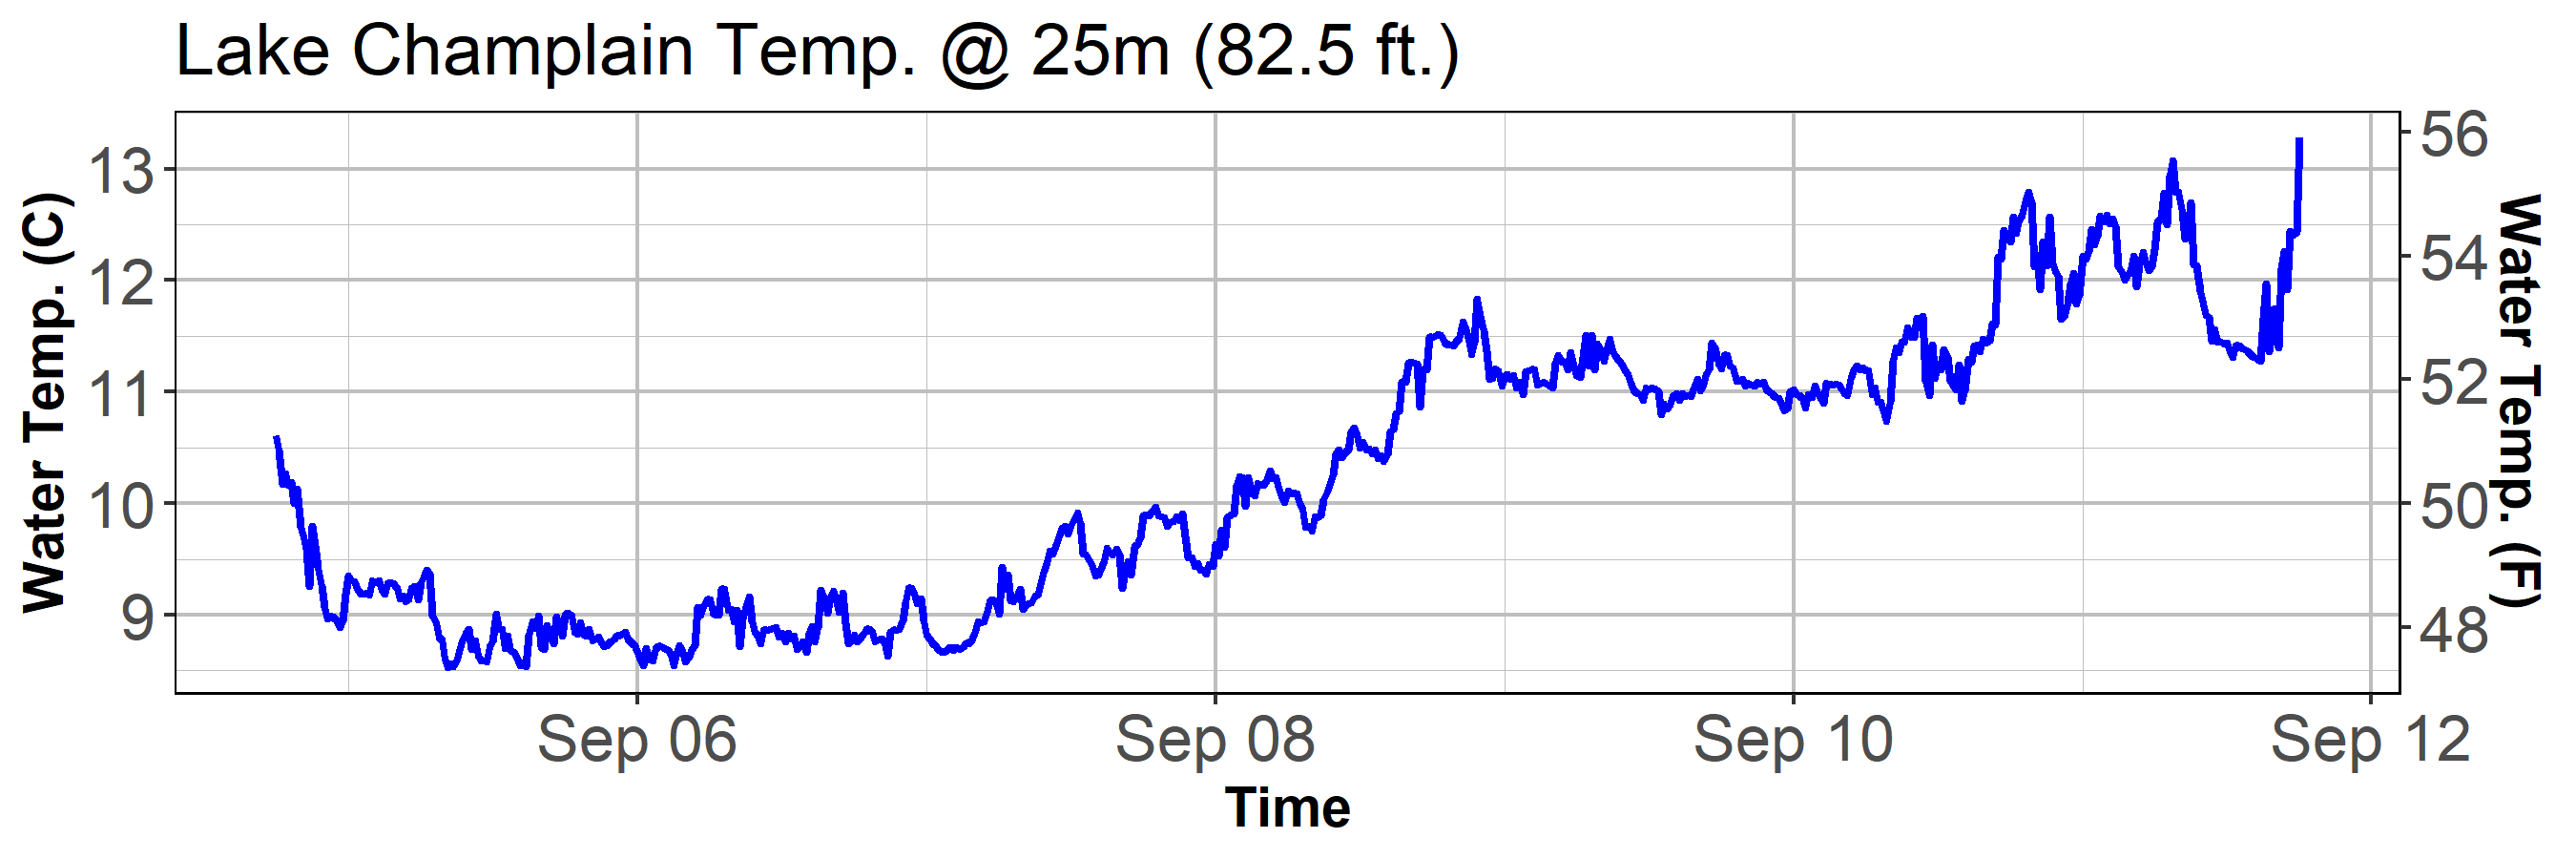 Lake Champlain Temp. @ 25m (82.5 ft.)
Water Temp. (C)
13
12
11
10
9
56
54
52
50
48
Water Temp. (F)
Sep 06
Sep 08
Sep 10
Sep 12
Time